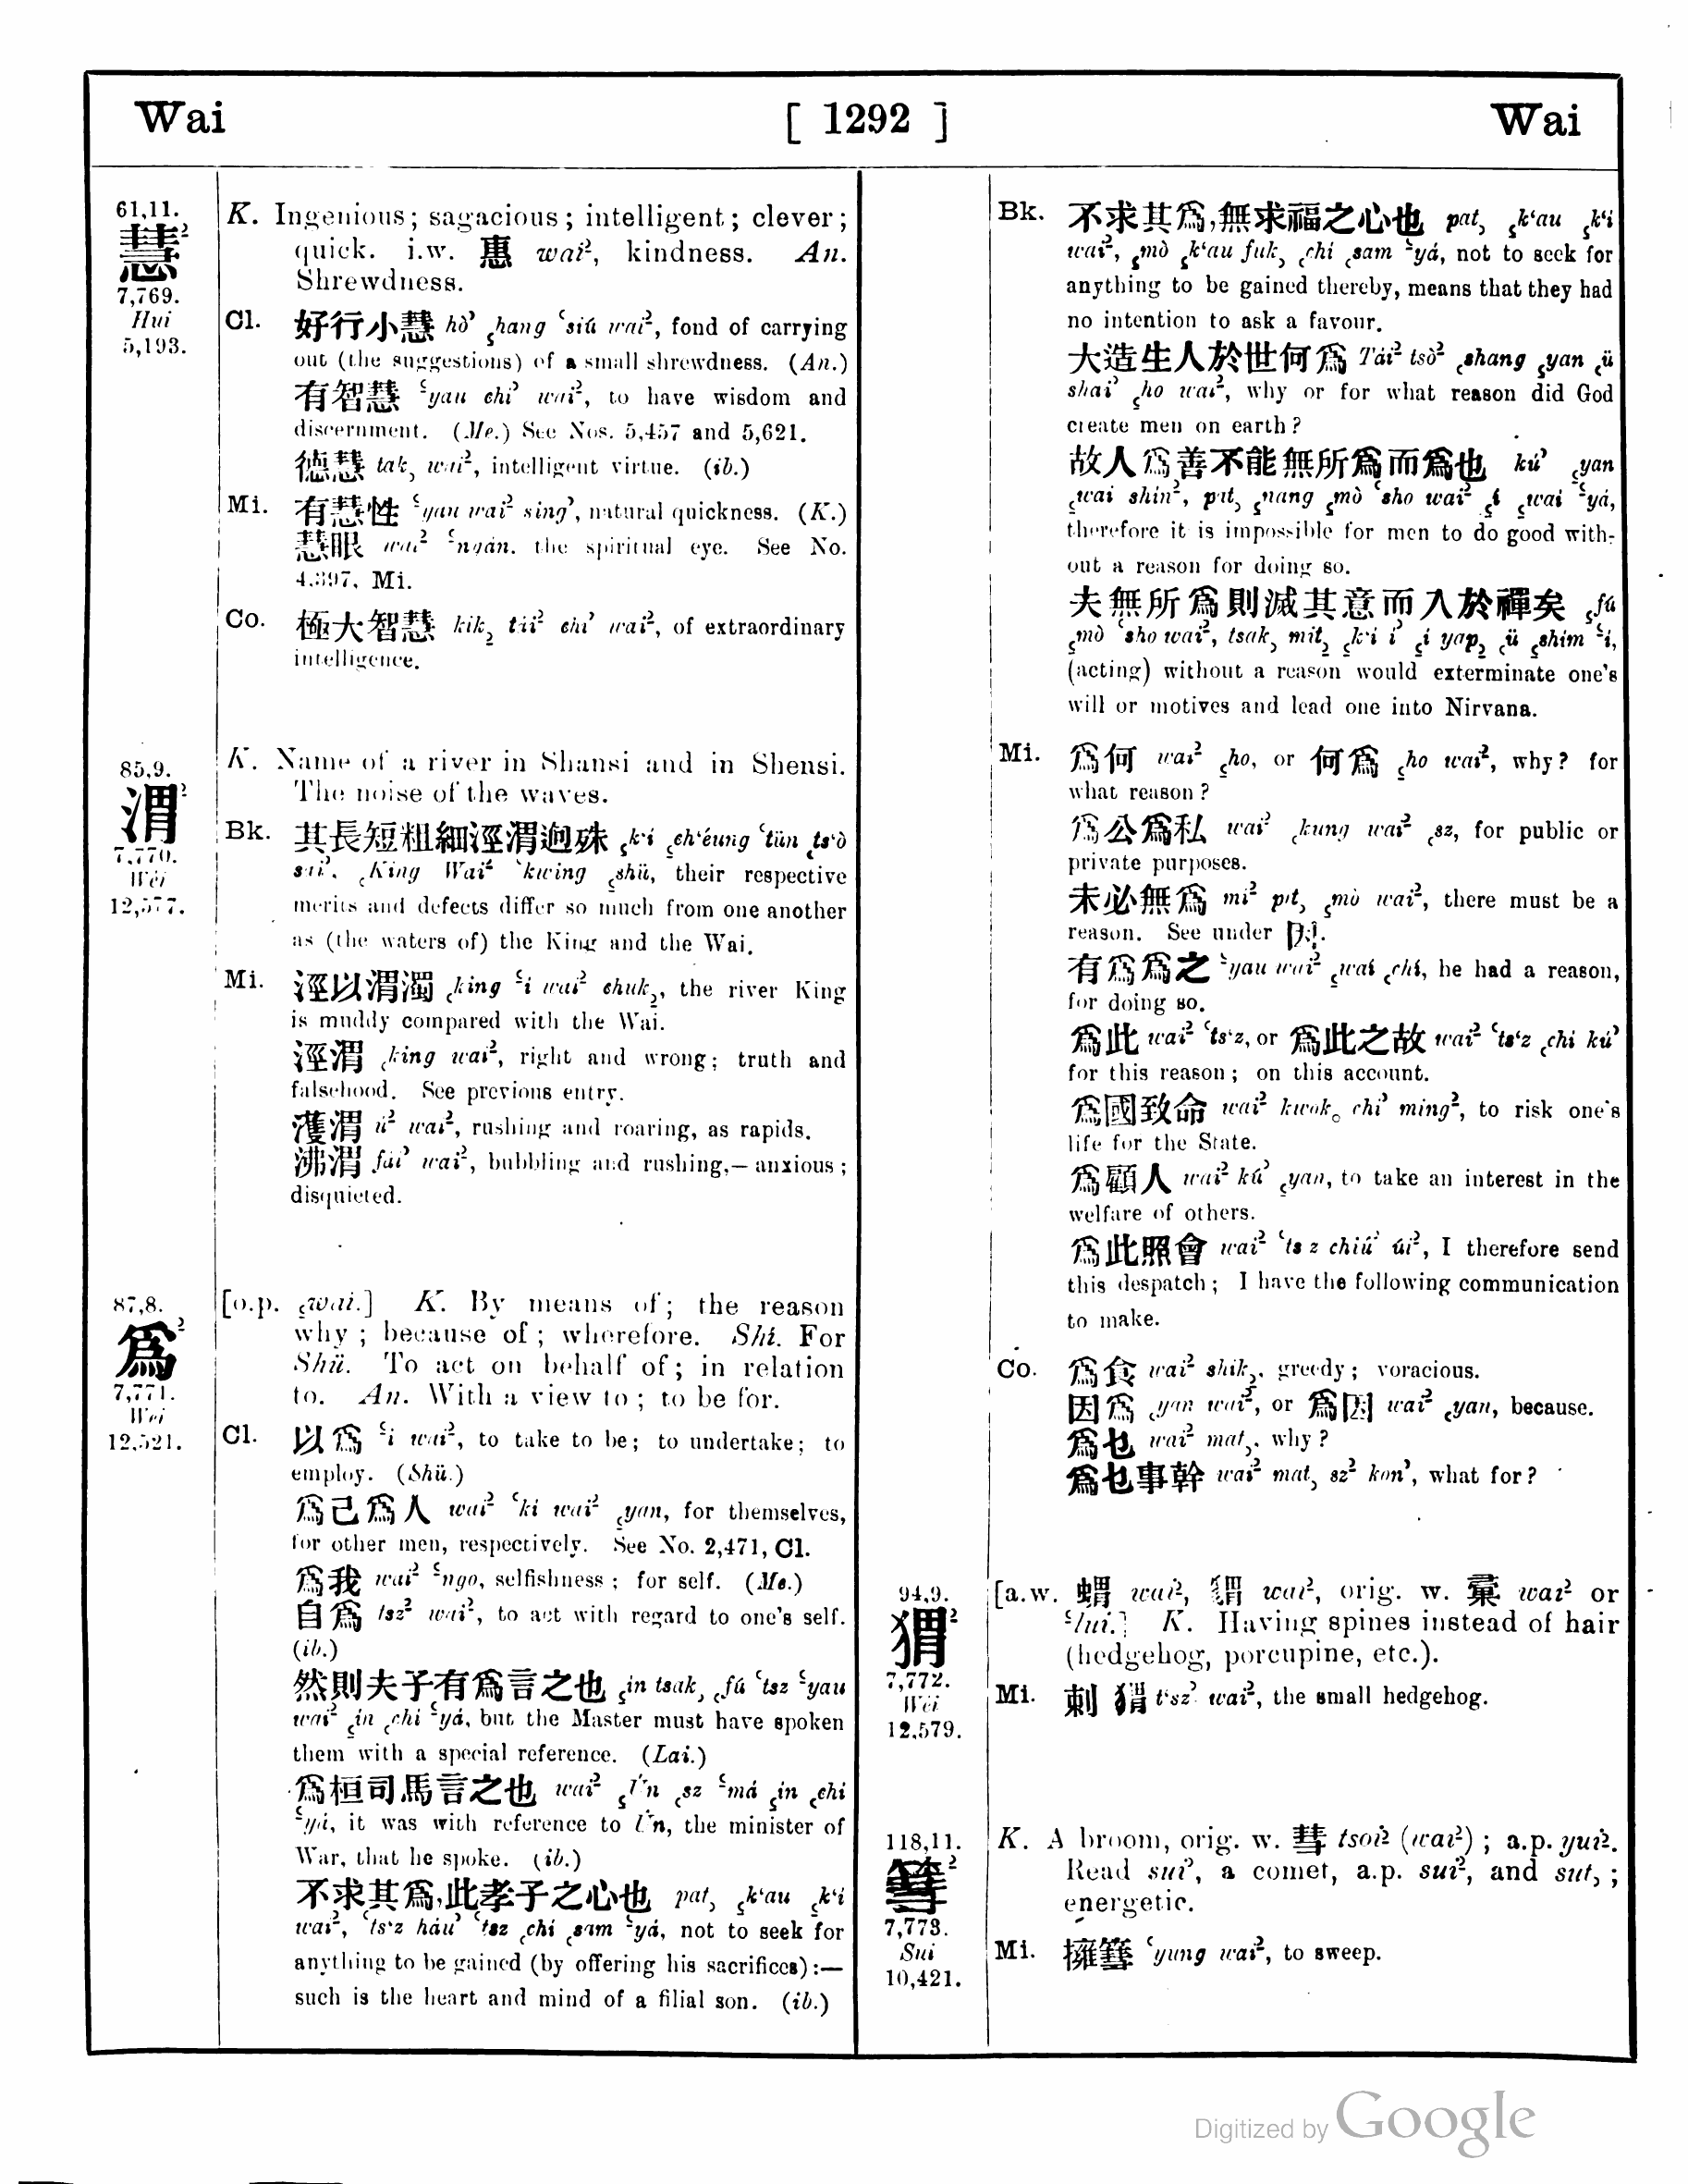 Wai [ 1292 ] Wai
61,11.
慧²
7,769.
Hui
5,193.
K. Ingenious; sagacious; intelligent; clever;
quick. i.w. 惠 wai², kindness. An.
Shrewdness.
Cl. 好行小慧 hò’ ꜁hang ꜂siú wai², fond of carrying
out (the suggestions) of a small shrewdness. (An.)
有智慧 ꜃yau chi’ wai², to have wisdom and
discernment. (Me.) See Nos. 5,457 and 5,621.
德慧 tak, wai², intelligent virtue. (ib.)
Mi. 有慧性 ꜃yau wai² sing’, natural quickness. (K.)
慧眼 wai² ꜃ngán. the spiritual eye. See No.
4,397, Mi.
Co. 極大智慧 kik₂ tái² chi’ wai², of extraordinary
intelligence.
85,9.
渭²
7,770.
Wéi
12,577.
K. Name of a river in Shansi and in Shensi.
The noise of the waves.
Bk. 其長短粗細涇渭逈殊 ꜁k‘í ꜁ch‘éung ꜂tün ꜀ts‘ò
sai’. ꜀King Wai² ꜂kwing ꜁shü, their respective
merits and defects differ so much from one another
as (the waters of) the King and the Wai.
Mi. 涇以渭濁 ꜀king ꜃i wai² chuk₂, the river King
is muddy compared with the Wai.
涇渭 ꜀king wai², right and wrong; truth and
falsehood. See previous entry.
濩渭 ú² wai², rushing and roaring, as rapids.
沸渭 fai’ wai², bubbling and rushing,— anxious;
disquieted.
87,8.
爲²
7,771.
Wei
12,521.
[o.p. ꜁wai.] K. By means of; the reason
why; because of; wherefore. Shí. For
Shü. To act on behalf of; in relation
to. An. With a view to; to be for.
Cl. 以爲 ꜃i wai², to take to be; to undertake; to
employ. (Shü.)
爲己爲人 wai² ꜂ki wai² ꜁yan, for themselves,
for other men, respectively. See No. 2,471, Cl.
爲我 wai² ꜃ngo, selfishness; for self. (Me.)
自爲 tsz² wai², to act with regard to one's self.
(ib.)
然則夫子有爲言之也 ꜁in tsak, ꜀fú ꜂tsz ꜃yau
wai² ꜁in ꜀chi ꜃yá, but the Master must have spoken
them with a special reference. (Lai.)
爲桓司馬言之也 wai² ꜁Ún ꜀sz ꜃má ꜁in ꜀chi
꜃yá, it was with reference to Ún, the minister of
War, that he spoke. (ib.)
不求其爲,此孝子之心也 pat, ꜁k‘au ꜁k‘i
wai², ꜂ts‘z háu’ ꜂tsz ꜀chi ꜀sam ꜃yá, not to seek for
anything to be gained (by offering his sacrifices):—
such is the heart and mind of a filial son. (ib.)
Bk. 不求其爲,無求福之心也 pat, ꜁k‘au ꜁k‘i
wai², ꜁mò ꜁k‘au fuk, ꜀chi ꜀sam ꜃yá, not to seek for
anything to be gained thereby, means that they had
no intention to ask a favour.
大造生人於世何爲 Tái² tsò² ꜀shang ꜁yan ꜀ü
shai’ ꜁ho wai², why or for what reason did God
create men on earth?
故人爲善不能無所爲而爲也 kú’ ꜁yan
꜁wai shín², pat, ꜁nang ꜁mò ꜂sho wai² ꜁i ꜁wai ꜃yá,
therefore it is impossible for men to do good with-
out a reason for doing so.
夫無所爲則滅其意而入於禪矣 ꜁fú
꜁mò ꜂sho wai², tsak, mít₂ ꜁k‘i i’ ꜁i yap₂ ꜀ü ꜁shim ꜃i,
(acting) without a reason would exterminate one's
will or motives and lead one into Nirvana.
Mi. 爲何 wai² ꜁ho, or 何爲 ꜁ho wai², why? for
what reason?
爲公爲私 wai² ꜀kung wai² ꜀sz, for public or
private purposes.
未必無爲 mi² pit, ꜁mò wai², there must be a
reason. See under 因.
有爲爲之 ꜃yau wai² ꜁wai ꜀chi, he had a reason,
for doing so.
爲此 wai² ꜂ts‘z, or 爲此之故 wai² ꜂ts‘z ꜀chi kú’
for this reason; on this account.
爲國致命 wai² kwok꜆ chi’ ming², to risk one's
life for the State.
爲顧人 wai² kú’ ꜁yan, to take an interest in the
welfare of others.
爲此照會 wai² ꜂ts z chiú’ úi², I therefore send
this despatch; I have the following communication
to make.
Co. 爲食 wai² shik₂. greedy; voracious.
因爲 ꜀yan wai², or 爲因 wai² ꜀yan, because.
爲乜 wai² mat,. why?
爲乜事幹 wai² mat, sz² kon’, what for?
94,9.
猬²
7,772.
Wéi
12,579.
[a.w. 蝟 wai², 貚 wai², orig. w. 彙 wai² or
꜃lui.] K. Having spines instead of hair
(hedgehog, porcupine, etc.).
Mi. 刺猬 t‘sz’ wai², the small hedgehog.
118,11.
篲²
7,773.
Sui
10,421.
K. A broom, orig. w. 彗 tsoi² (wai²); a.p. yui².
Read sui’, a comet, a.p. sui², and sut,;
energetic.
Mi. 擁篲 ꜂yung wai², to sweep.
Digitized by Google